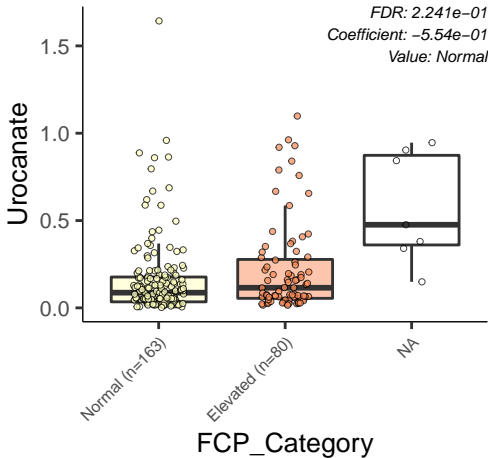 FDR: 2.241e−01
Coefficient: −5.54e−01
Value: Normal
1.5
1.0
0.5
0.0
Urocanate
Normal (n=163)
Elevated (n=80)
NA
FCP_Category